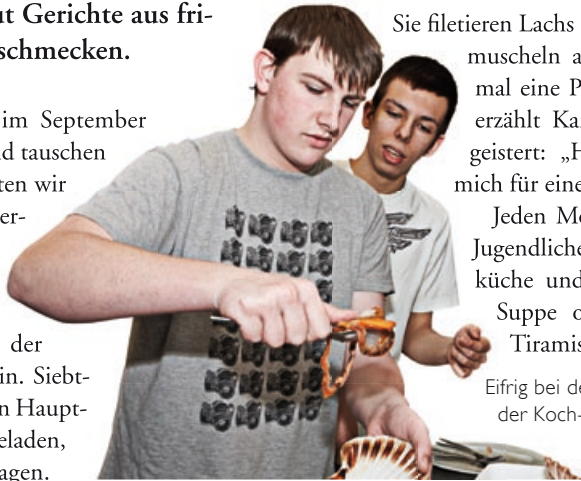 ut Gerichte aus fri-
schmecken.
im September
nd tauschen
ten wir
er-
der
in. Siebt-
n Haupt-
eladen,
agen.
Sie filetieren Lachs
muscheln a
mal eine P
erzählt Ka
geistert: „H
mich für eine
Jeden Mo
Jugendliche
küche und
Suppe o
Tiramis
Eifrig bei de
der Koch-